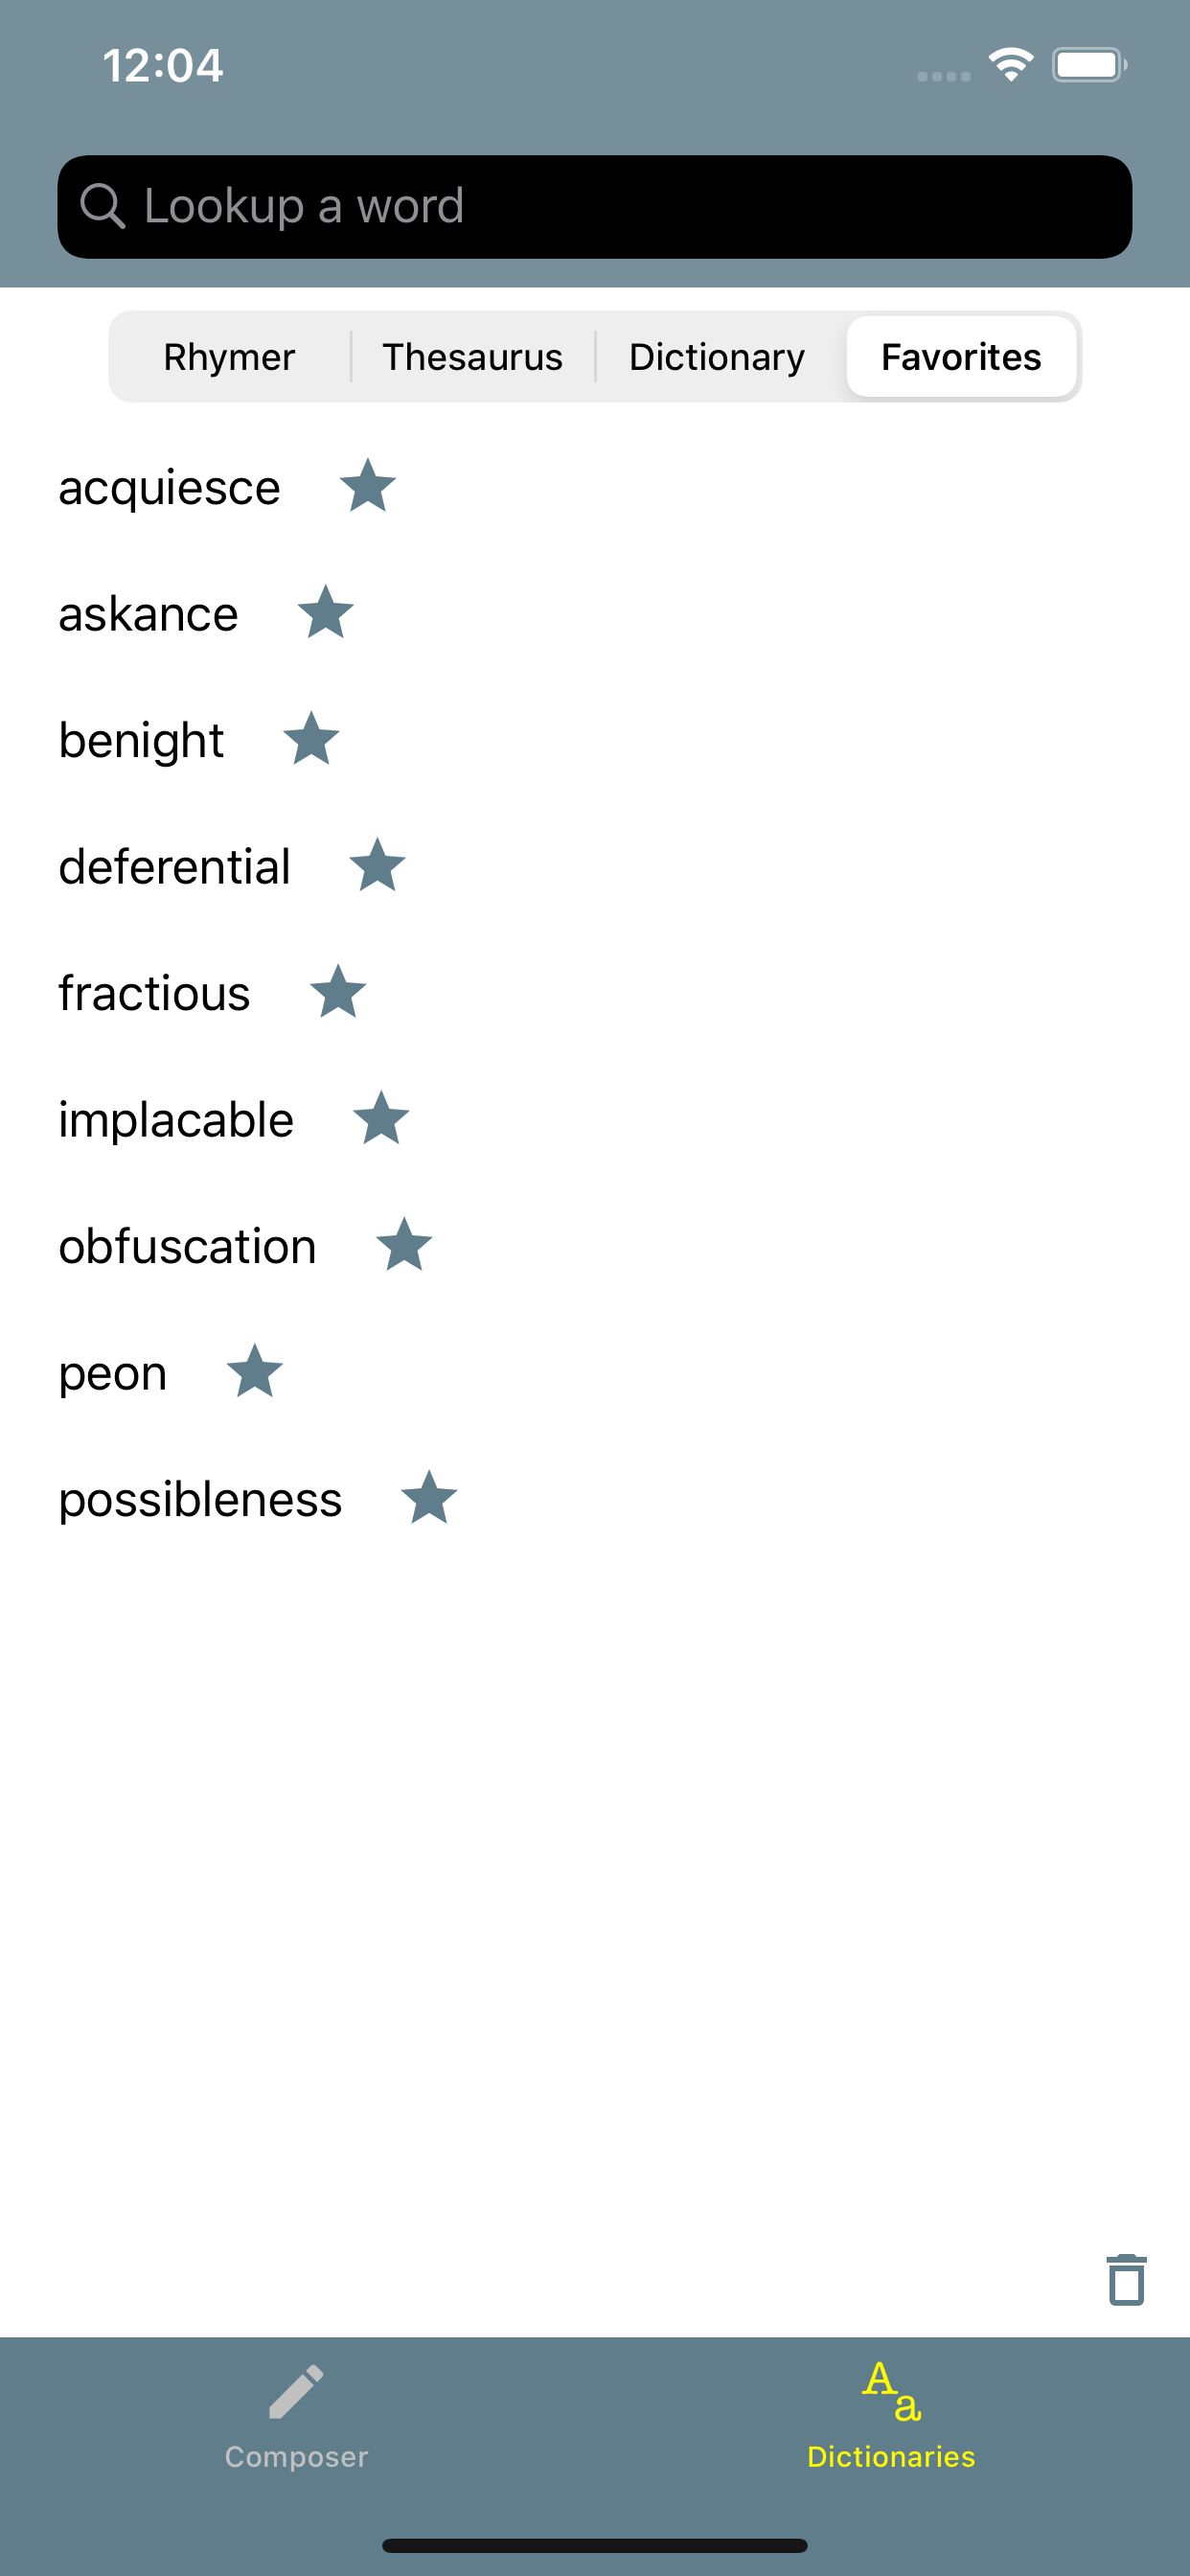 12:04
Lookup a word
Rhymer Thesaurus Dictionary Favorites
acquiesce
askance
benight
deferential
fractious
implacable
obfuscation
peon
possibleness
Aa
Composer Dictionaries